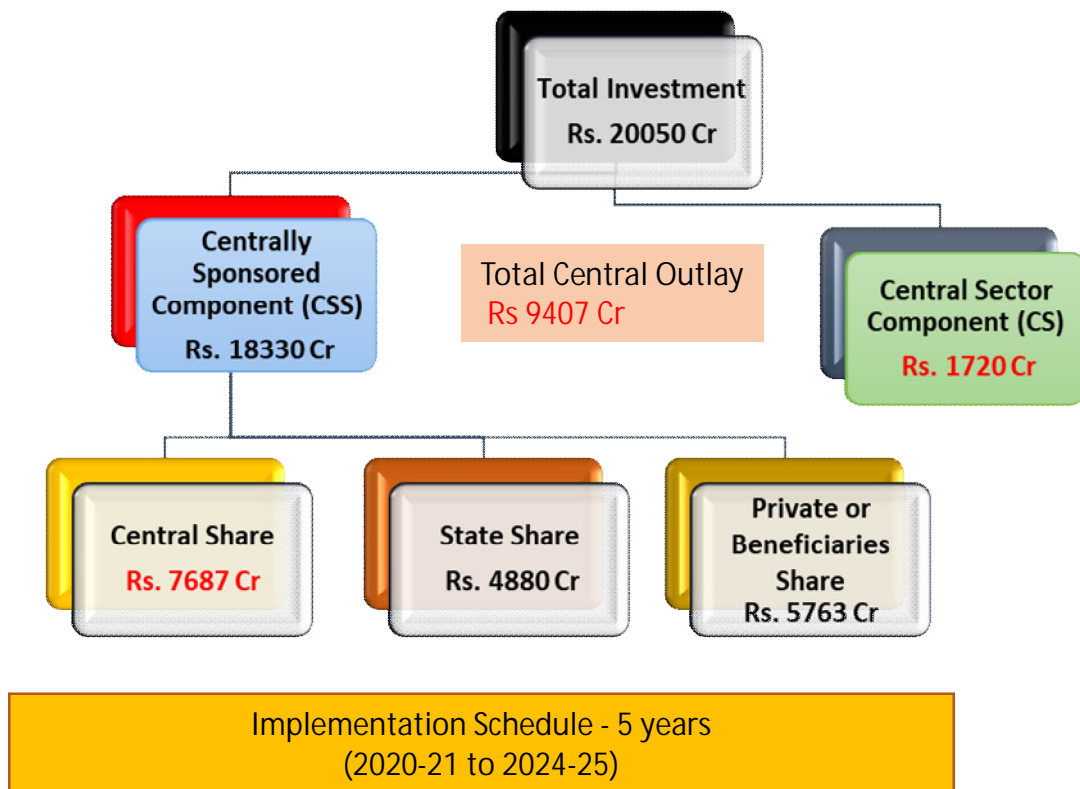 Total Investment
Rs. 20050 Cr
Centrally
Sponsored
Component (CSS)
Rs. 18330 Cr
Total Central Outlay
Rs 9407 Cr
Central Sector
Component (CS)
Rs. 1720 Cr
Central Share
Rs. 7687 Cr
State Share
Rs. 4880 Cr
Private or
Beneficiaries
Share
Rs. 5763 Cr
Implementation Schedule - 5 years
(2020-21 to 2024-25)